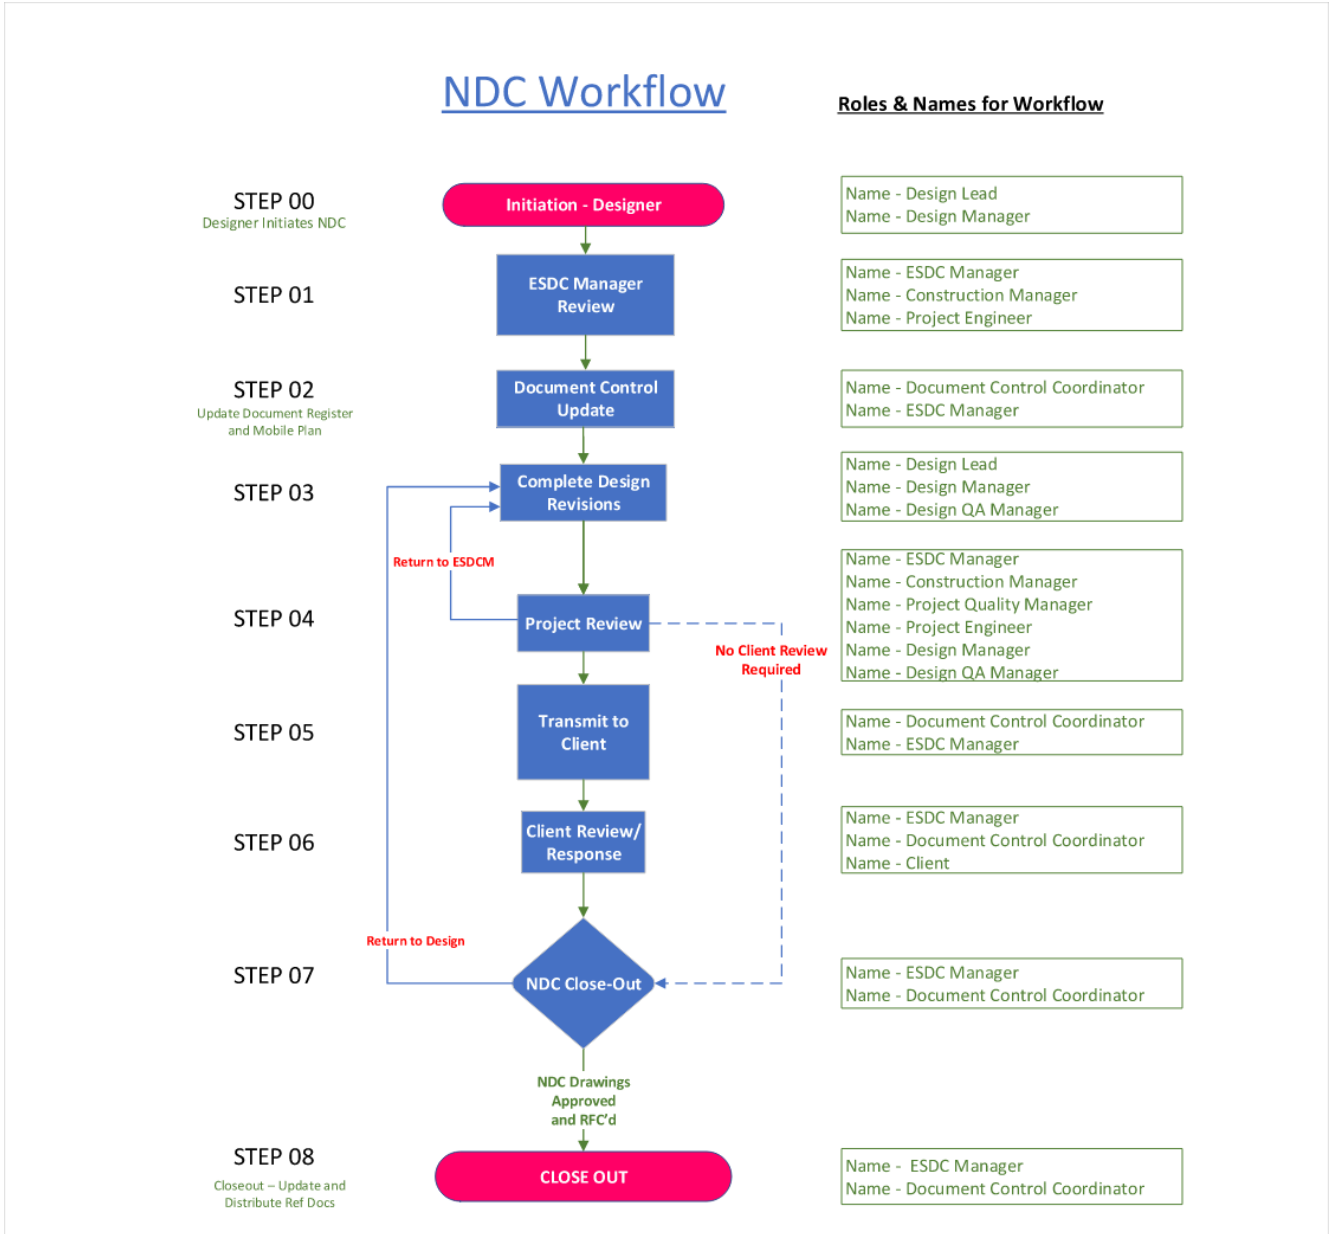 NDC Workflow
Roles & Names for Workflow
STEP 00
Designer Initiates NDC
Initiation - Designer
Name - Design Lead
Name - Design Manager
STEP 01
ESDC Manager
Review
Name - ESDC Manager
Name - Construction Manager
Name - Project Engineer
STEP 02
Update Document Register
and Mobile Plan
Document Control
Update
Name - Document Control Coordinator
Name - ESDC Manager
STEP 03
Complete Design
Revisions
Name - Design Lead
Name - Design Manager
Name - Design QA Manager
Return to ESDCM
STEP 04
Project Review
No Client Review
Required
Name - ESDC Manager
Name - Construction Manager
Name - Project Quality Manager
Name - Project Engineer
Name - Design Manager
Name - Design QA Manager
STEP 05
Transmit to
Client
Name - Document Control Coordinator
Name - ESDC Manager
STEP 06
Client Review/
Response
Name - ESDC Manager
Name - Document Control Coordinator
Name - Client
Return to Design
STEP 07
NDC Close-Out
Name - ESDC Manager
Name - Document Control Coordinator
NDC Drawings
Approved
and RFC’d
STEP 08
Closeout – Update and
Distribute Ref Docs
CLOSE OUT
Name -  ESDC Manager
Name - Document Control Coordinator